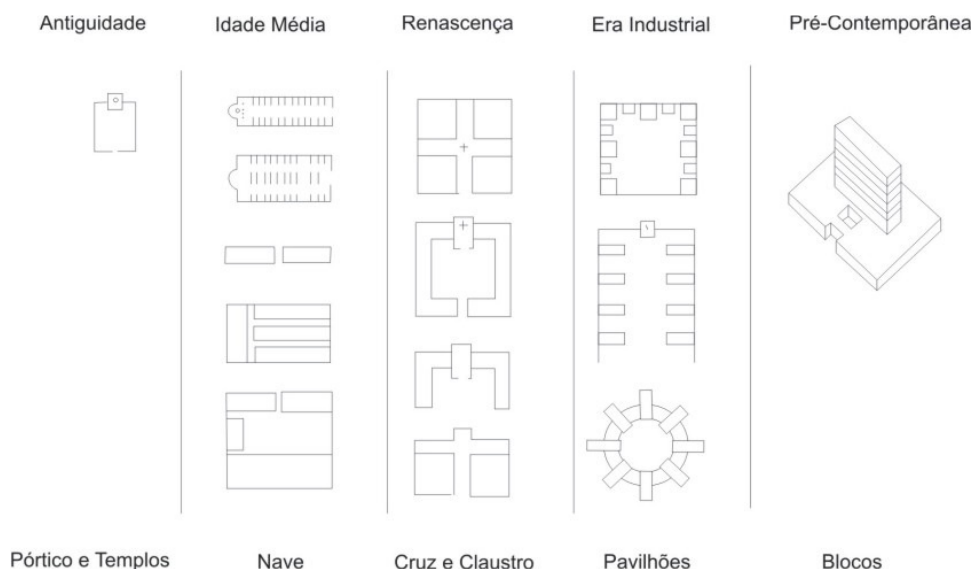 Antiguidade
Idade Média
Renascença
Era Industrial
Pré-Contemporânea
Pórtico e Templos
Nave
Cruz e Claustro
Pavilhões
Blocos